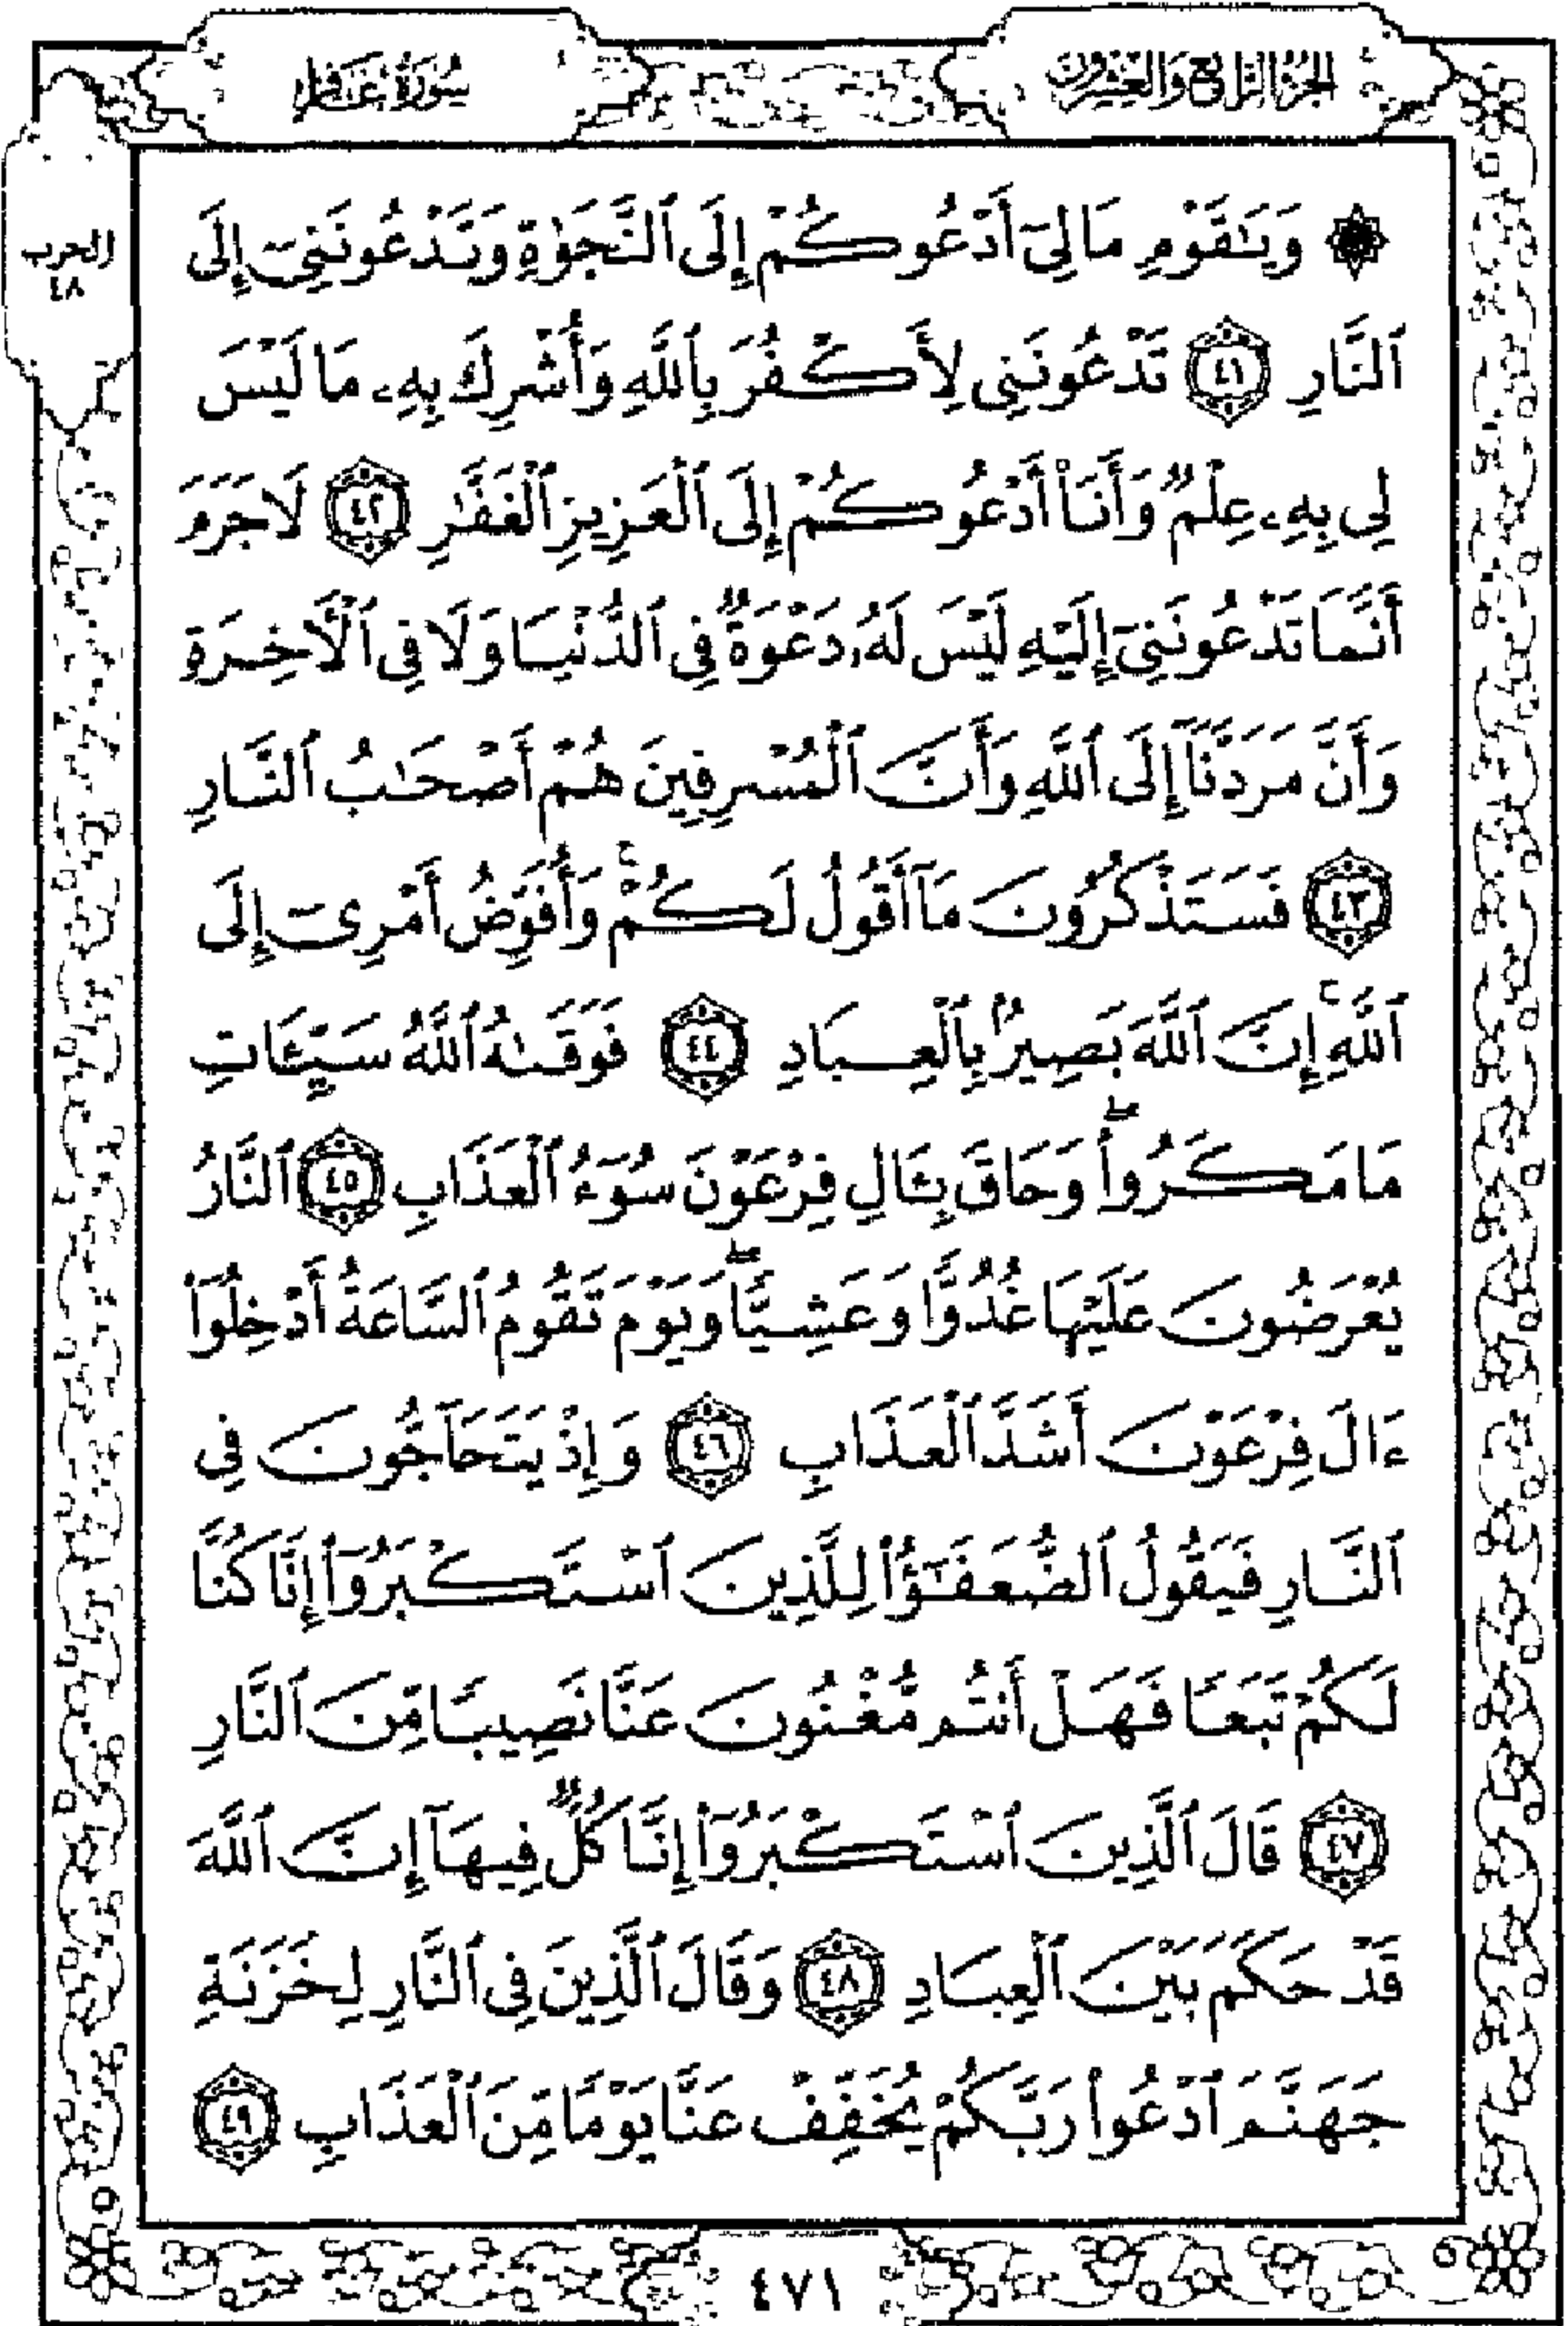 الجزء الرابع والعشرون
سورة غافر
الحزب
٤٨
۞ وَيَـٰقَوْمِ مَا لِىٓ أَدْعُوكُمْ إِلَى ٱلنَّجَوٰةِ وَتَدْعُونَنِىٓ إِلَى
ٱلنَّارِ ٤١ تَدْعُونَنِى لِأَكْفُرَ بِٱللَّهِ وَأُشْرِكَ بِهِۦ مَا لَيْسَ
لِى بِهِۦ عِلْمٌ وَأَنَا۠ أَدْعُوكُمْ إِلَى ٱلْعَزِيزِ ٱلْغَفَّـٰرِ ٤٢ لَا جَرَمَ
أَنَّمَا تَدْعُونَنِىٓ إِلَيْهِ لَيْسَ لَهُۥ دَعْوَةٌ فِى ٱلدُّنْيَا وَلَا فِى ٱلْـَٔاخِرَةِ
وَأَنَّ مَرَدَّنَآ إِلَى ٱللَّهِ وَأَنَّ ٱلْمُسْرِفِينَ هُمْ أَصْحَـٰبُ ٱلنَّارِ
٤٣ فَسَتَذْكُرُونَ مَآ أَقُولُ لَكُمْ ۚ وَأُفَوِّضُ أَمْرِىٓ إِلَى
ٱللَّهِ ۚ إِنَّ ٱللَّهَ بَصِيرٌۢ بِٱلْعِبَادِ ٤٤ فَوَقَىٰهُ ٱللَّهُ سَيِّـَٔاتِ
مَا مَكَرُوا۟ ۖ وَحَاقَ بِـَٔالِ فِرْعَوْنَ سُوٓءُ ٱلْعَذَابِ ٤٥ ٱلنَّارُ
يُعْرَضُونَ عَلَيْهَا غُدُوًّا وَعَشِيًّا ۖ وَيَوْمَ تَقُومُ ٱلسَّاعَةُ أَدْخِلُوٓا۟
ءَالَ فِرْعَوْنَ أَشَدَّ ٱلْعَذَابِ ٤٦ وَإِذْ يَتَحَآجُّونَ فِى
ٱلنَّارِ فَيَقُولُ ٱلضُّعَفَـٰٓؤُا۟ لِلَّذِينَ ٱسْتَكْبَرُوٓا۟ إِنَّا كُنَّا
لَكُمْ تَبَعًا فَهَلْ أَنتُم مُّغْنُونَ عَنَّا نَصِيبًا مِّنَ ٱلنَّارِ
٤٧ قَالَ ٱلَّذِينَ ٱسْتَكْبَرُوٓا۟ إِنَّا كُلٌّ فِيهَآ إِنَّ ٱللَّهَ
قَدْ حَكَمَ بَيْنَ ٱلْعِبَادِ ٤٨ وَقَالَ ٱلَّذِينَ فِى ٱلنَّارِ لِخَزَنَةِ
جَهَنَّمَ ٱدْعُوا۟ رَبَّكُمْ يُخَفِّفْ عَنَّا يَوْمًا مِّنَ ٱلْعَذَابِ ٤٩
٤٧١